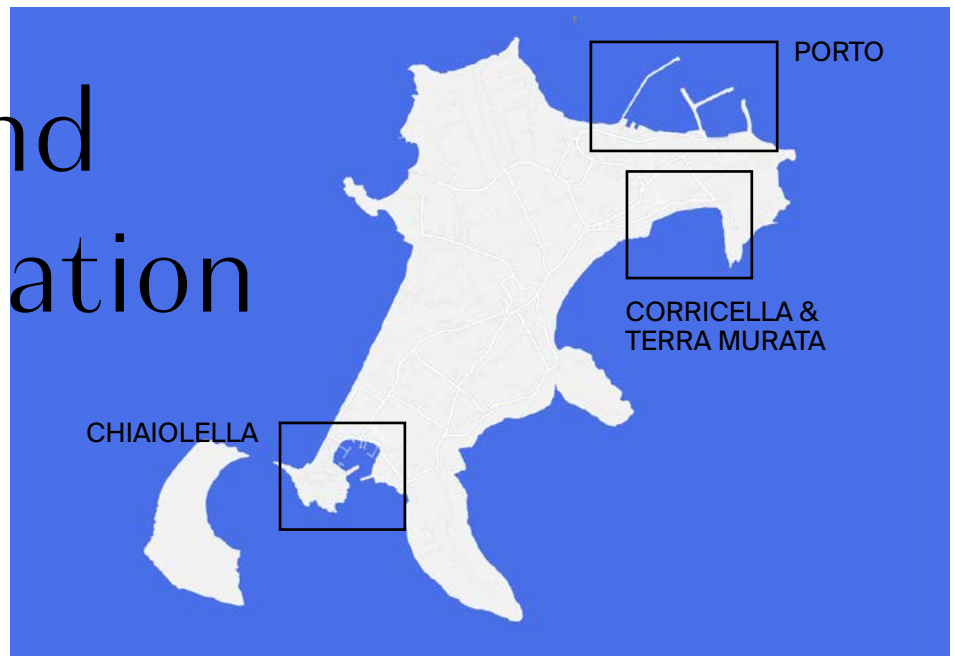 nd
ation
PORTO
CORRICELLA &
TERRA MURATA
CHIAIOLELLA